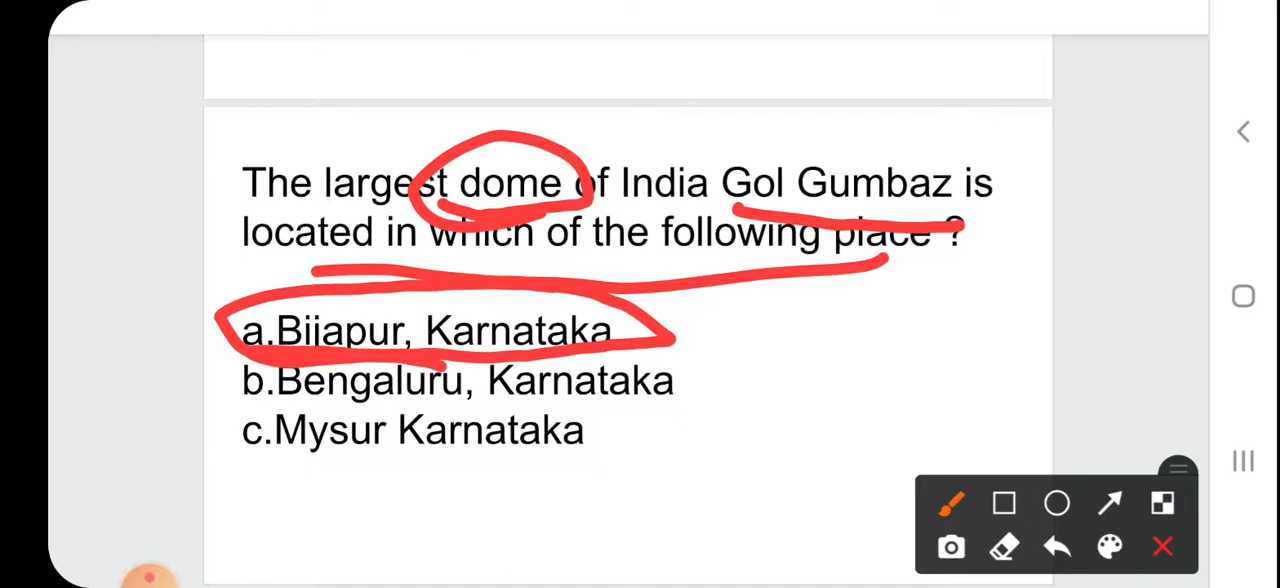 The largest dome of India Gol Gumbaz is
located in which of the following place ?
a.Bijapur, Karnataka
b.Bengaluru, Karnataka
c.Mysur Karnataka